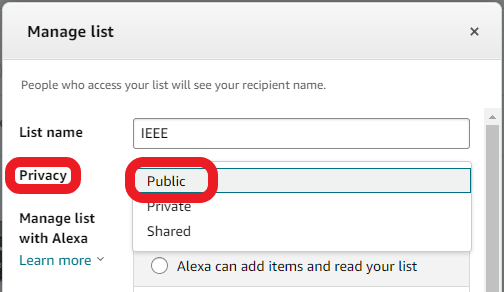 Manage list
×
People who access your list will see your recipient name.
List name
IEEE
Privacy
Public
Private
Shared
Manage list
with Alexa
Learn more
Alexa can add items and read your list